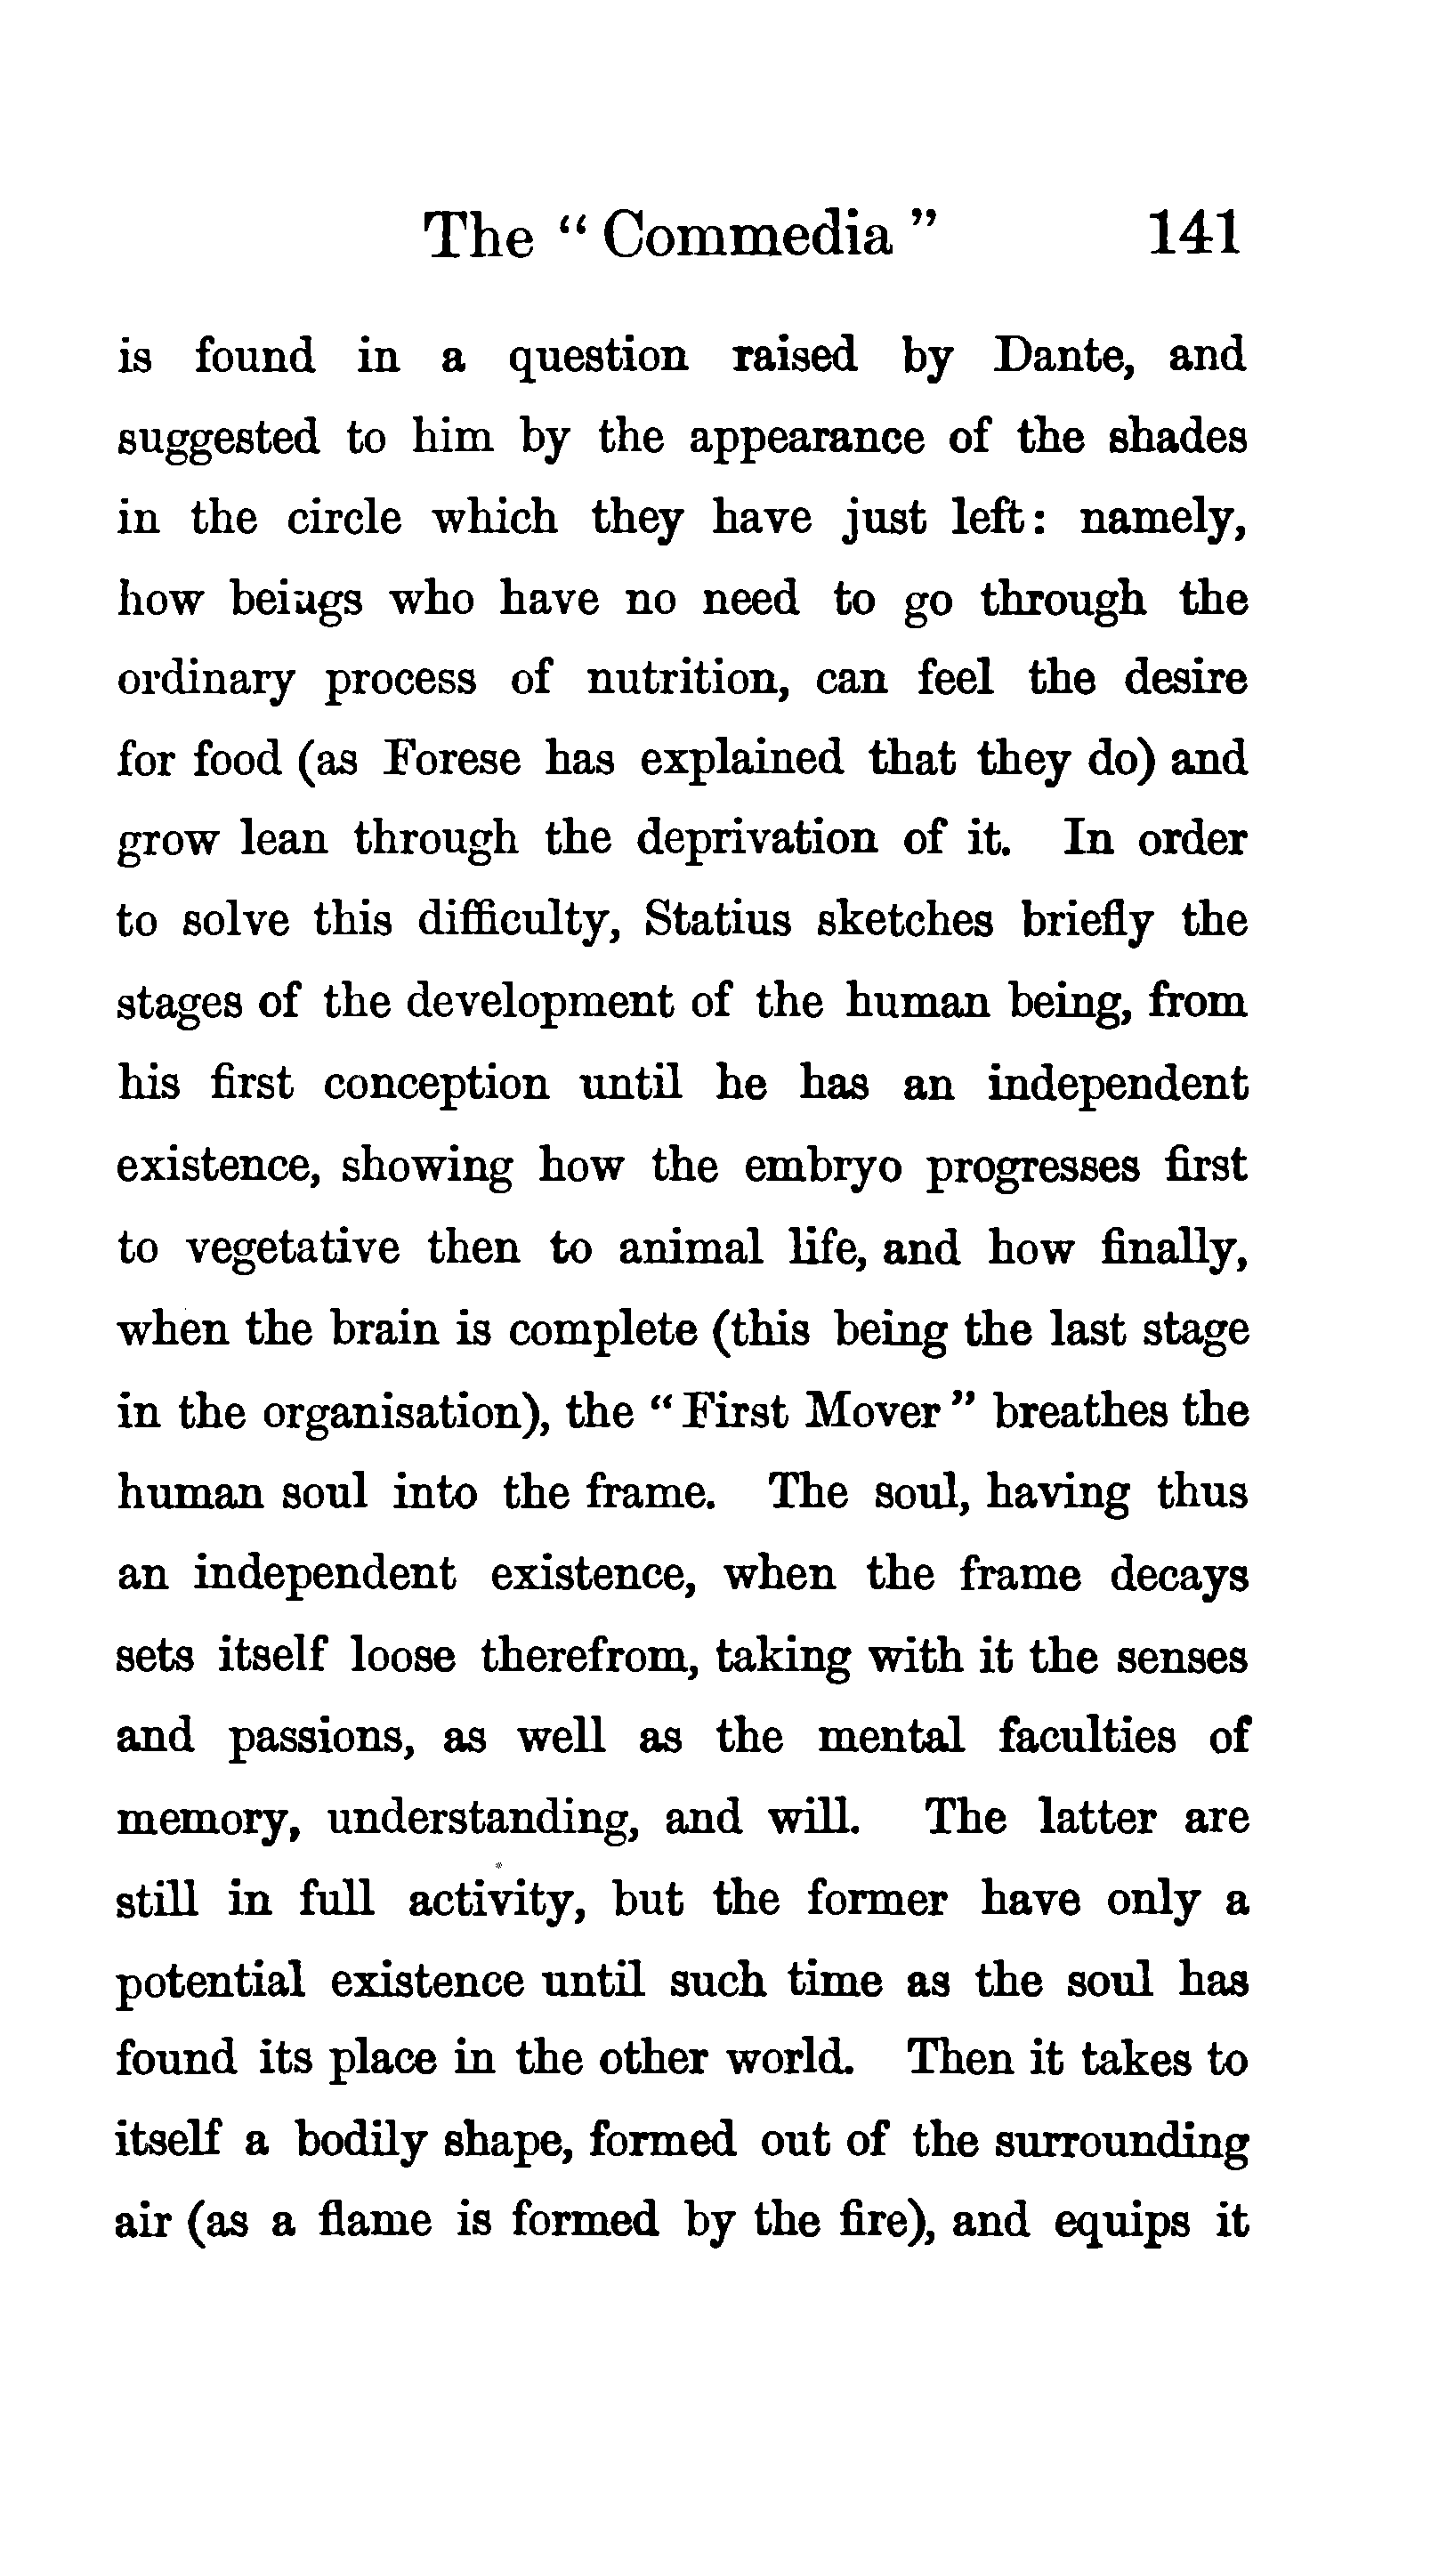 The “ Commedia ” 141
is found in a question raised by Dante, and
suggested to him by the appearance of the shades
in the circle which they have just left: namely,
how beings who have no need to go through the
ordinary process of nutrition, can feel the desire
for food (as Forese has explained that they do) and
grow lean through the deprivation of it. In order
to solve this difficulty, Statius sketches briefly the
stages of the development of the human being, from
his first conception until he has an independent
existence, showing how the embryo progresses first
to vegetative then to animal life, and how finally,
when the brain is complete (this being the last stage
in the organisation), the “ First Mover ” breathes the
human soul into the frame. The soul, having thus
an independent existence, when the frame decays
sets itself loose therefrom, taking with it the senses
and passions, as well as the mental faculties of
memory, understanding, and will. The latter are
still in full activity, but the former have only a
potential existence until such time as the soul has
found its place in the other world. Then it takes to
itself a bodily shape, formed out of the surrounding
air (as a flame is formed by the fire), and equips it